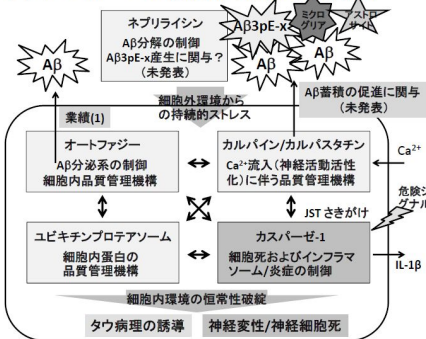 ネプリライシン
Aβ分解の制御
Aβ3pE-x産生に関与？
(未発表)
Aβ
Aβ3pE-x
Aβ
Aβ
ミクログリア
アストロサイト
Aβ蓄積の促進に関与
(未発表)
細胞外環境から
の持続的ストレス
業績(1)
オートファジー
Aβ分泌系の制御
細胞内品質管理機構
カルパイン/カルパスタチン
Ca²⁺流入(神経活動活性
化)に伴う品質管理機構
Ca²⁺
JST さきがけ
危険シ
グナル
ユビキチンプロテアソーム
細胞内蛋白の
品質管理機構
カスパーゼ-1
細胞死およびインフラマ
ソーム/炎症の制御
IL-1β
細胞内環境の恒常性破綻
タウ病理の誘導
神経変性/神経細胞死